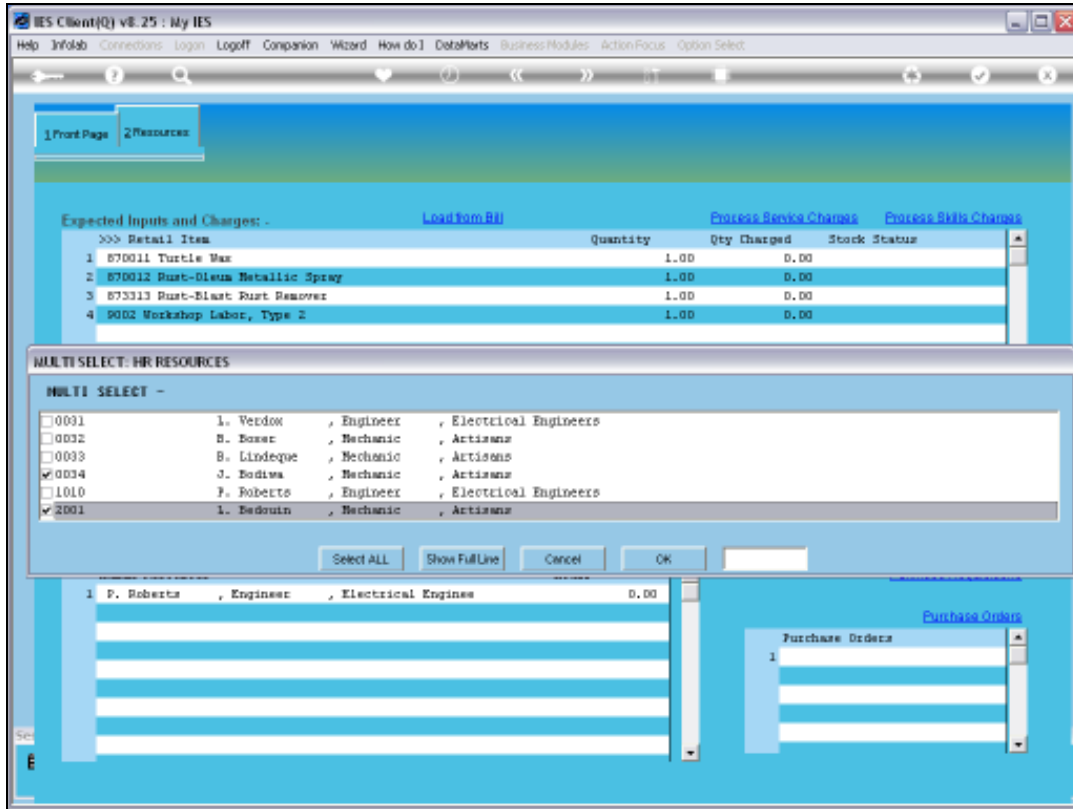 IES Client(Q) v8.25 : My IES
Help Infolab Connections Logon Logoff Companion Wizard How do I DataMarts Business Modules Action Focus Option Select
1 Front Page 2 Resources
Expected Inputs and Charges: - Load from Bill Process Service Charges Process Skills Charges
>>> Retail Item Quantity Qty Charged Stock Status
1 870011 Turtle Wax 1.00 0.00
2 870012 Rust-Oleum Metallic Spray 1.00 0.00
3 873313 Rust-Blast Rust Remover 1.00 0.00
4 9002 Workshop Labor, Type 2 1.00 0.00
MULTI SELECT: HR RESOURCES
MULTI SELECT -
0031 L. Verdox , Engineer , Electrical Engineers
0032 B. Boxer , Mechanic , Artisans
0033 B. Lindeque , Mechanic , Artisans
0034 J. Bodiwa , Mechanic , Artisans
1010 P. Roberts , Engineer , Electrical Engineers
2001 L. Bedouin , Mechanic , Artisans
Select ALL Show Full Line Cancel OK
1 P. Roberts , Engineer , Electrical Enginee 0.00
Purchase Orders
Purchase Orders
1